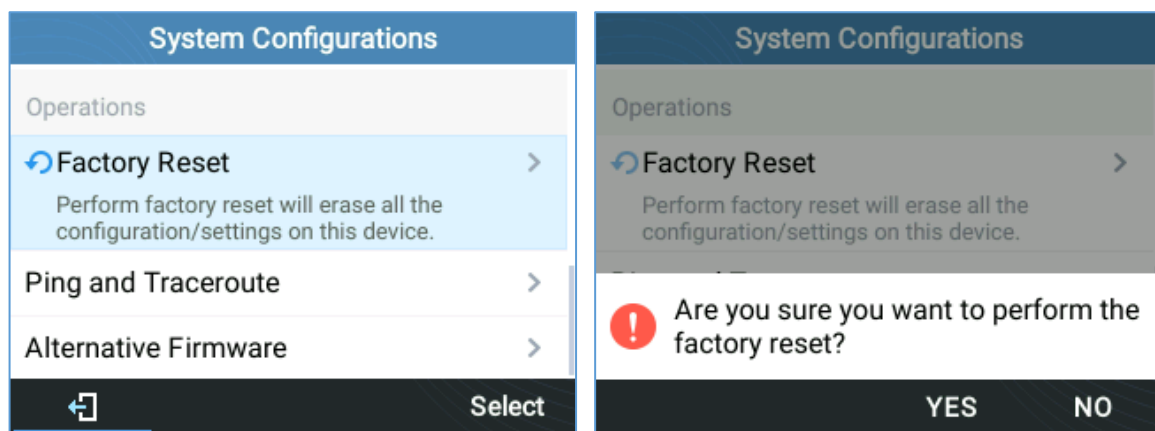 System Configurations
Operations
Factory Reset
Perform factory reset will erase all the
configuration/settings on this device.
Ping and Traceroute
Alternative Firmware
Select
System Configurations
Operations
Factory Reset
Perform factory reset will erase all the
configuration/settings on this device.
Are you sure you want to perform the
factory reset?
YES NO